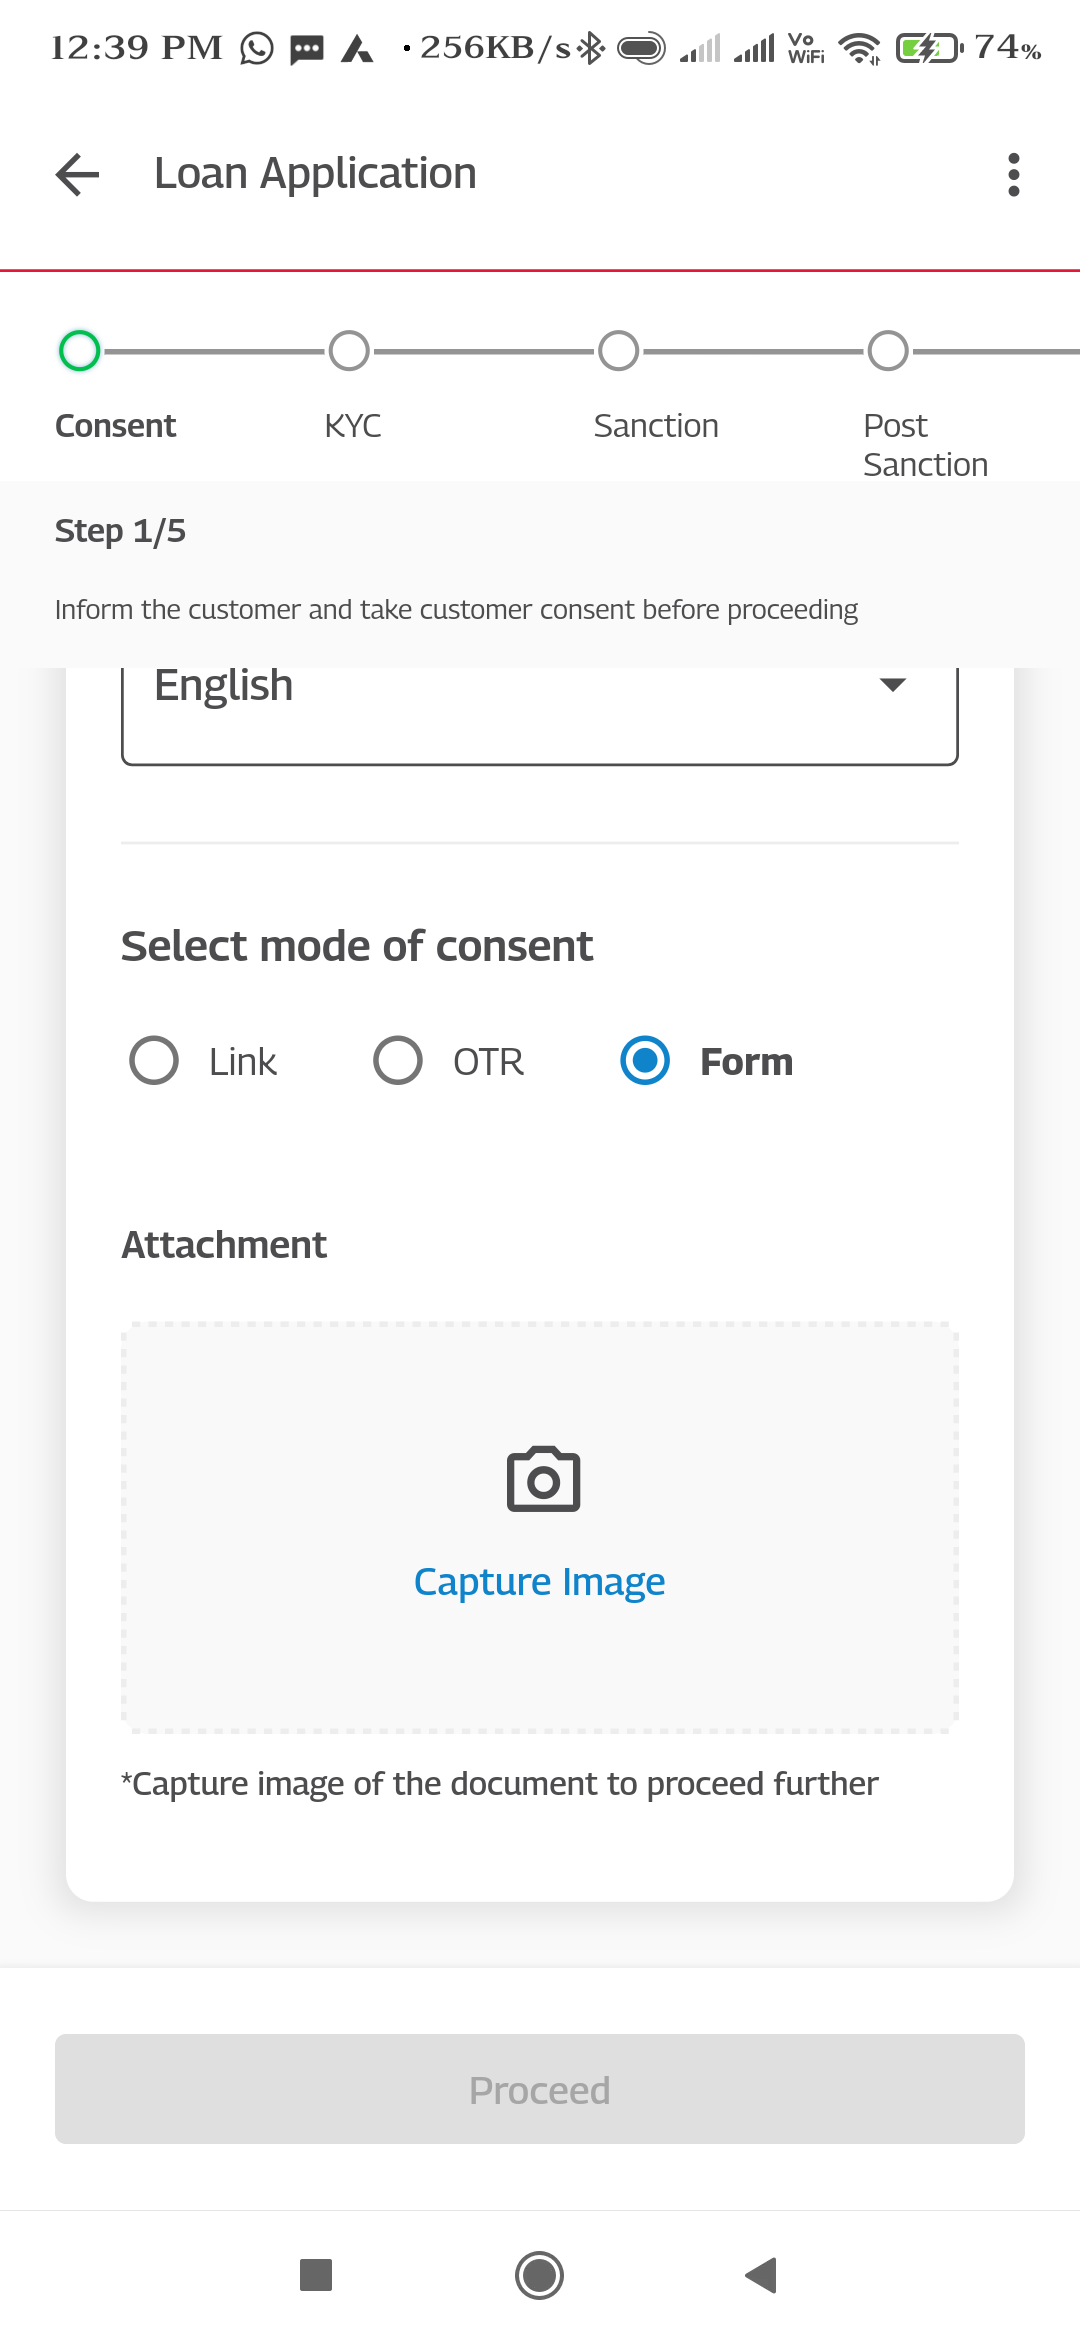 12:39 PM 256KB/s Vo WiFi 74%
Loan Application
Consent KYC Sanction Post Sanction
Step 1/5
Inform the customer and take customer consent before proceeding
English
Select mode of consent
Link OTR Form
Attachment
Capture Image
*Capture image of the document to proceed further
Proceed